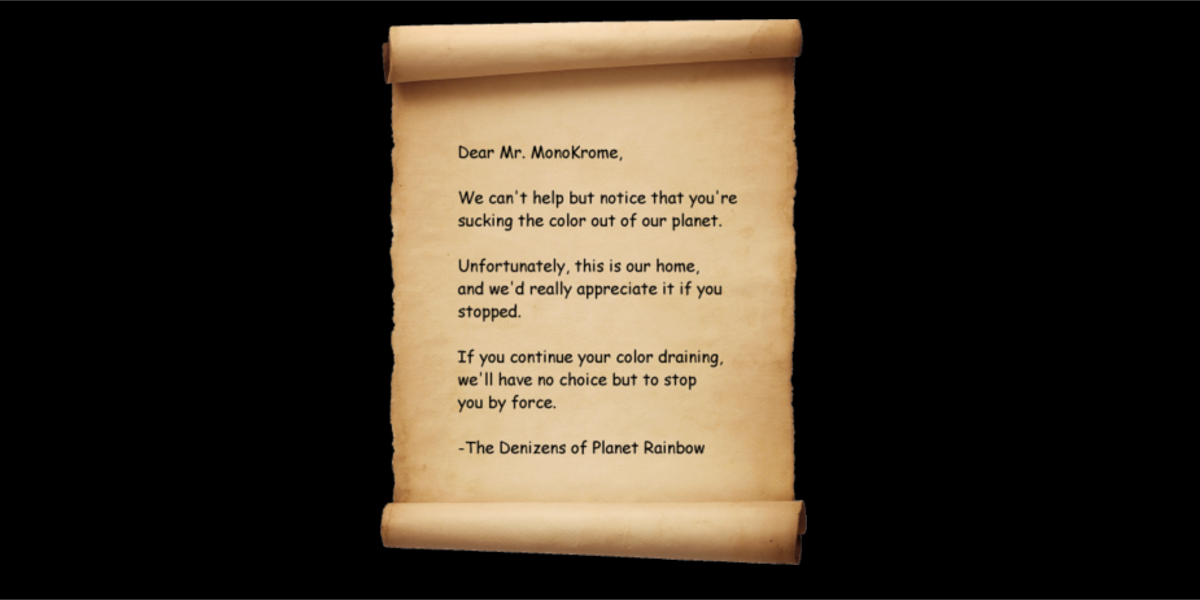 Dear Mr. MonoKrome,
We can't help but notice that you're
sucking the color out of our planet.
Unfortunately, this is our home,
and we'd really appreciate it if you
stopped.
If you continue your color draining,
we'll have no choice but to stop
you by force.
-The Denizens of Planet Rainbow